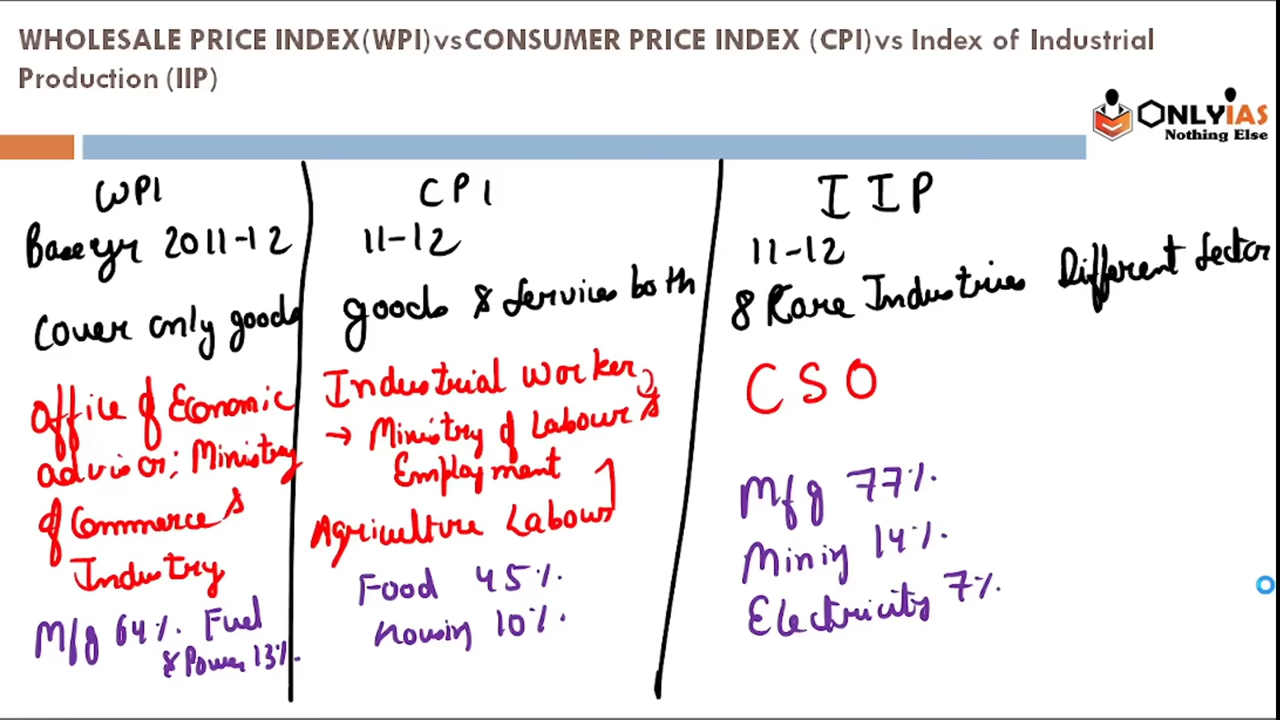 WHOLESALE PRICE INDEX(WPI)vsCONSUMER PRICE INDEX (CPI)vs Index of Industrial
Production (IIP)
ONLYIAS
Nothing Else
WPI
Base yr 2011-12
Cover only goods
Office of Economic
advisor; Ministry
of Commerce &
Industry
Mfg 64%. Fuel
& Power 13%.
CPI
11-12
goods & Services both
Industrial Worker
→ Ministry of Labour &
Employment
Agriculture Labour
Food 45%.
Housing 10%.
IIP
11-12
8 Kare Industries Different Sector
CSO
Mfg 77%.
Mining 14%.
Electricity 7%.